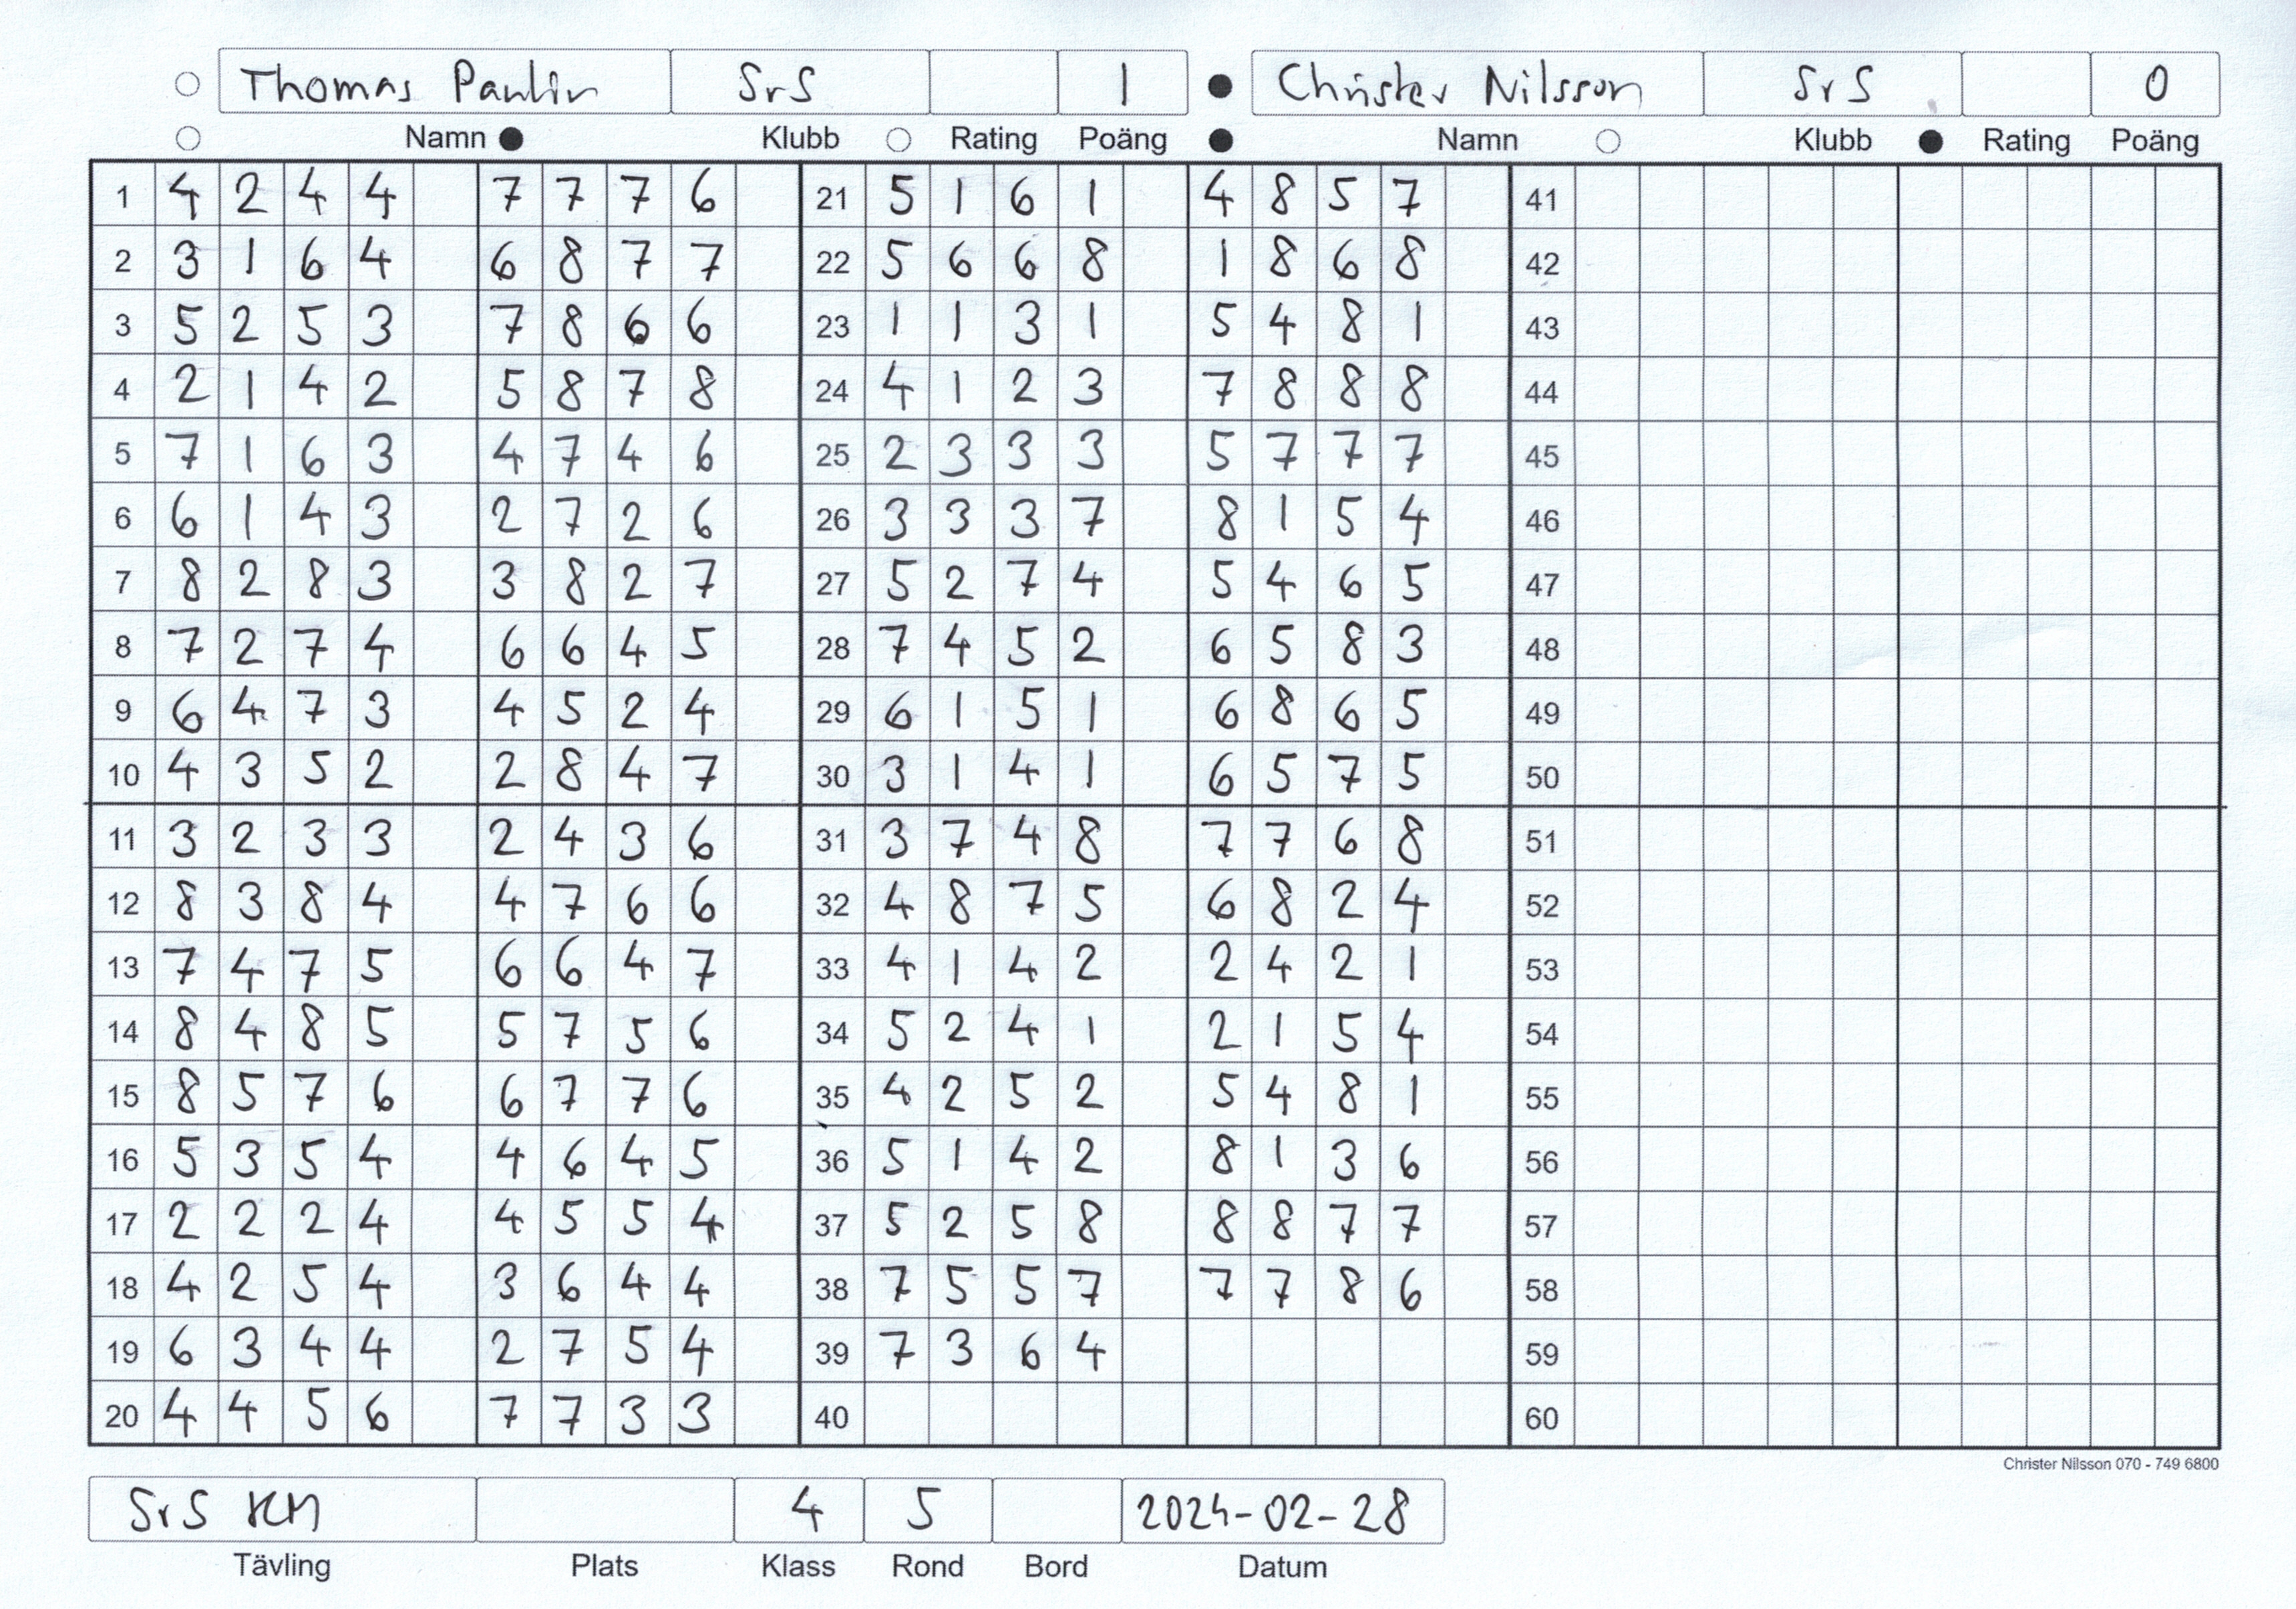 Thomas Paulin SrS 1 Christer Nilsson SrS 0
Namn Klubb Rating Poäng Namn Klubb Rating Poäng
1 4 2 4 4 7 7 7 6 21 5 1 6 1 4 8 5 7 41
2 3 1 6 4 6 8 7 7 22 5 6 6 8 1 8 6 8 42
3 5 2 5 3 7 8 6 6 23 1 1 3 1 5 4 8 1 43
4 2 1 4 2 5 8 7 8 24 4 1 2 3 7 8 8 8 44
5 7 1 6 3 4 7 4 6 25 2 3 3 3 5 7 7 7 45
6 6 1 4 3 2 7 2 6 26 3 3 3 7 8 1 5 4 46
7 8 2 8 3 3 8 2 7 27 5 2 7 4 5 4 6 5 47
8 7 2 7 4 6 6 4 5 28 7 4 5 2 6 5 8 3 48
9 6 4 7 3 4 5 2 4 29 6 1 5 1 6 8 6 5 49
10 4 3 5 2 2 8 4 7 30 3 1 4 1 6 5 7 5 50
11 3 2 3 3 2 4 3 6 31 3 7 4 8 7 7 6 8 51
12 8 3 8 4 4 7 6 6 32 4 8 7 5 6 8 2 4 52
13 7 4 7 5 6 6 4 7 33 4 1 4 2 2 4 2 1 53
14 8 4 8 5 5 7 5 6 34 5 2 4 1 2 1 5 4 54
15 8 5 7 6 6 7 7 6 35 4 2 5 2 5 4 8 1 55
16 5 3 5 4 4 6 4 5 36 5 1 4 2 8 1 3 6 56
17 2 2 2 4 4 5 5 4 37 5 2 5 8 8 8 7 7 57
18 4 2 5 4 3 6 4 4 38 7 5 5 7 7 7 8 6 58
19 6 3 4 4 2 7 5 4 39 7 3 6 4 59
20 4 4 5 6 7 7 3 3 40 60
Christer Nilsson 070 - 749 6800
SrS KM 4 5 2024-02-28
Tävling Plats Klass Rond Bord Datum